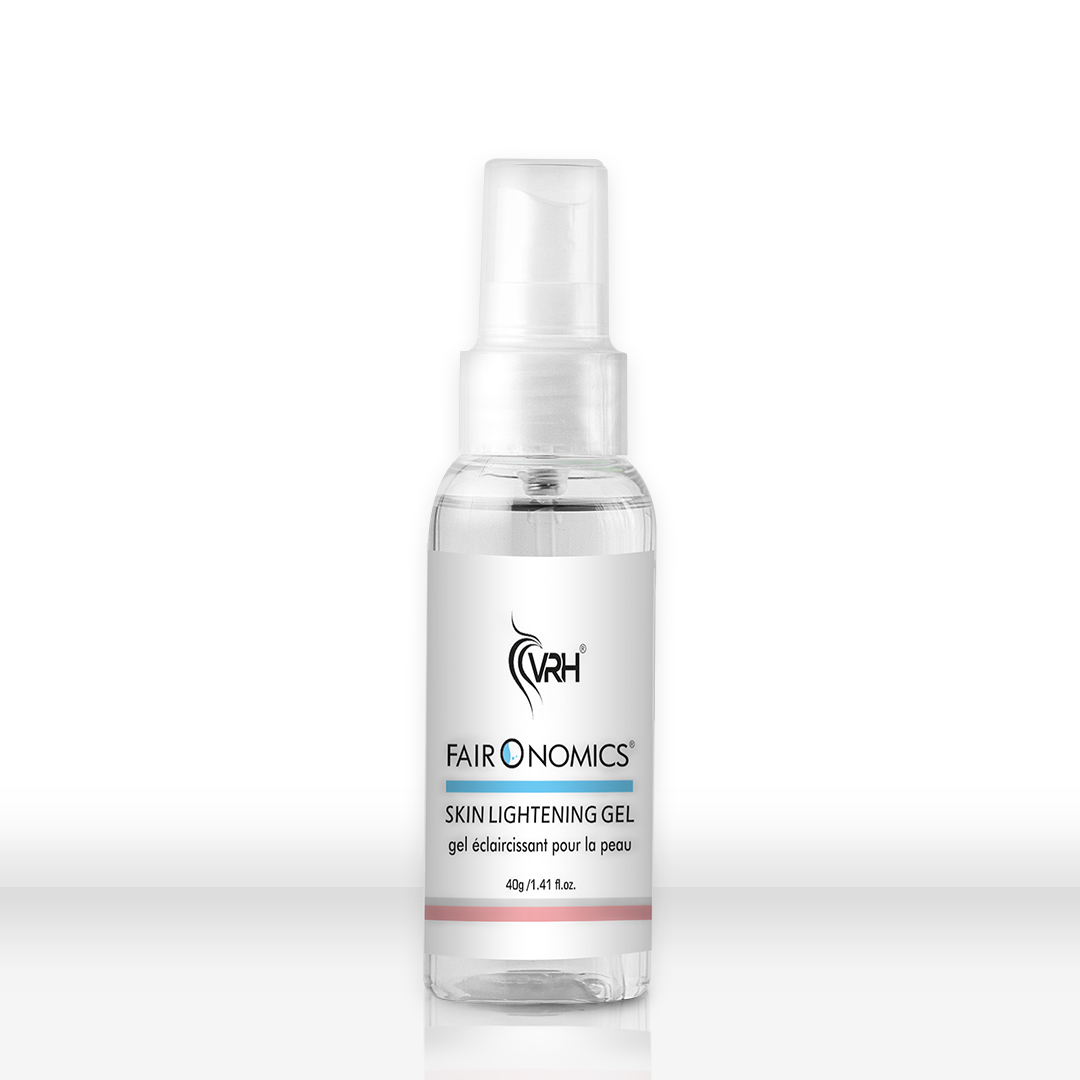 VRH®
FAIRONOMICS®
SKIN LIGHTENING GEL
gel éclaircissant pour la peau
40g /1.41 fl.oz.